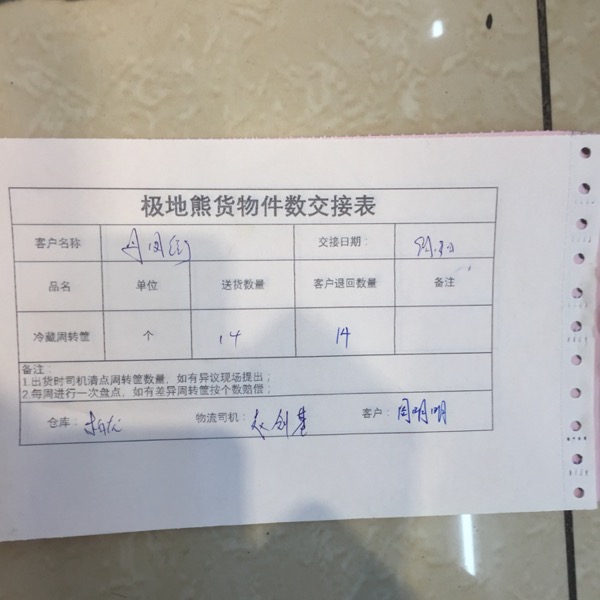 极地熊货物件数交接表
客户名称 交接日期：
品名 单位 送货数量 客户退回数量 备注
冷藏周转筐 个 14 14
备注：
1.出货时司机清点周转筐数量，如有异议现场提出；
2.每周进行一次盘点，如有差异周转筐按个数赔偿；
仓库： 物流司机： 客户：周明明